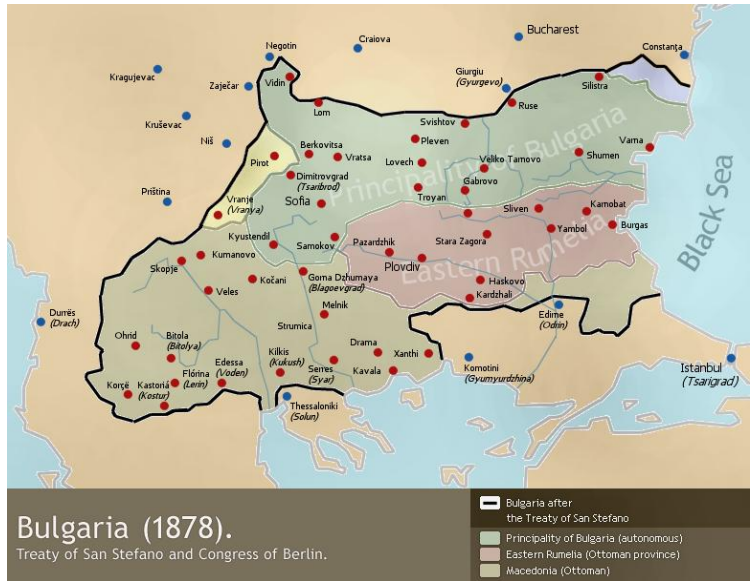 Negotin
Craiova
Bucharest
Constanţa
Kragujevac
Zaječar
Vidin
Giurgiu
(Gyurgevo)
Silistra
Lom
Ruse
Kruševac
Svishtov
Niš
Pleven
Varna
Berkovitsa
Vratsa
Pirot
Lovech
Veliko Tarnovo
Shumen
Principality of Bulgaria
Dimitrovgrad
(Tsaribrod)
Gabrovo
Troyan
Priština
Sofia
Vranje
(Vranya)
Sliven
Karnobat
Black Sea
Burgas
Kyustendil
Samokov
Pazardzhik
Stara Zagora
Yambol
Eastern Rumelia
Plovdiv
Kumanovo
Skopje
Kočani
Gorna Dzhumaya
(Blagoevgrad)
Haskovo
Kardzhali
Veles
Melnik
Durrës
(Drach)
Edirne
(Odrin)
Strumica
Ohrid
Bitola
(Bitolya)
Drama
Xanthi
Edessa
(Voden)
Kilkis
(Kukush)
Serres
(Syar)
Kavala
Komotini
(Gyumyurdzhina)
Istanbul
(Tsarigrad)
Flórina
(Lerin)
Korçë
Kastoriá
(Kostur)
Thessaloniki
(Solun)
Bulgaria (1878).
Treaty of San Stefano and Congress of Berlin.
Bulgaria after
the Treaty of San Stefano
Principality of Bulgaria (autonomous)
Eastern Rumelia (Ottoman province)
Macedonia (Ottoman)